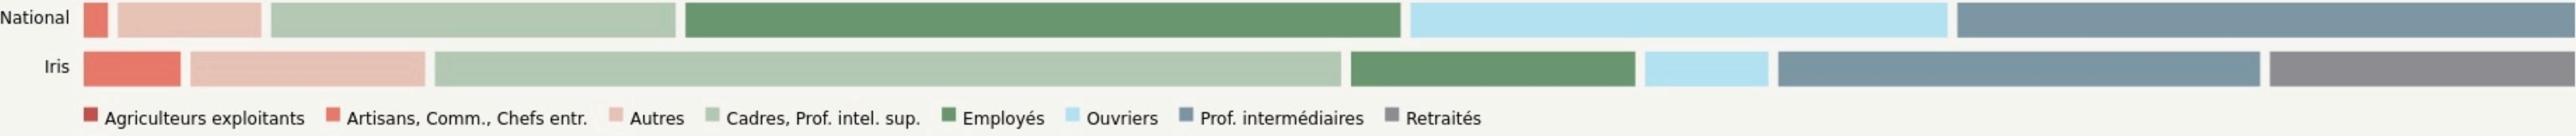 National
Iris
Agriculteurs exploitants Artisans, Comm., Chefs entr. Autres Cadres, Prof. intel. sup. Employés Ouvriers Prof. intermédiaires Retraités